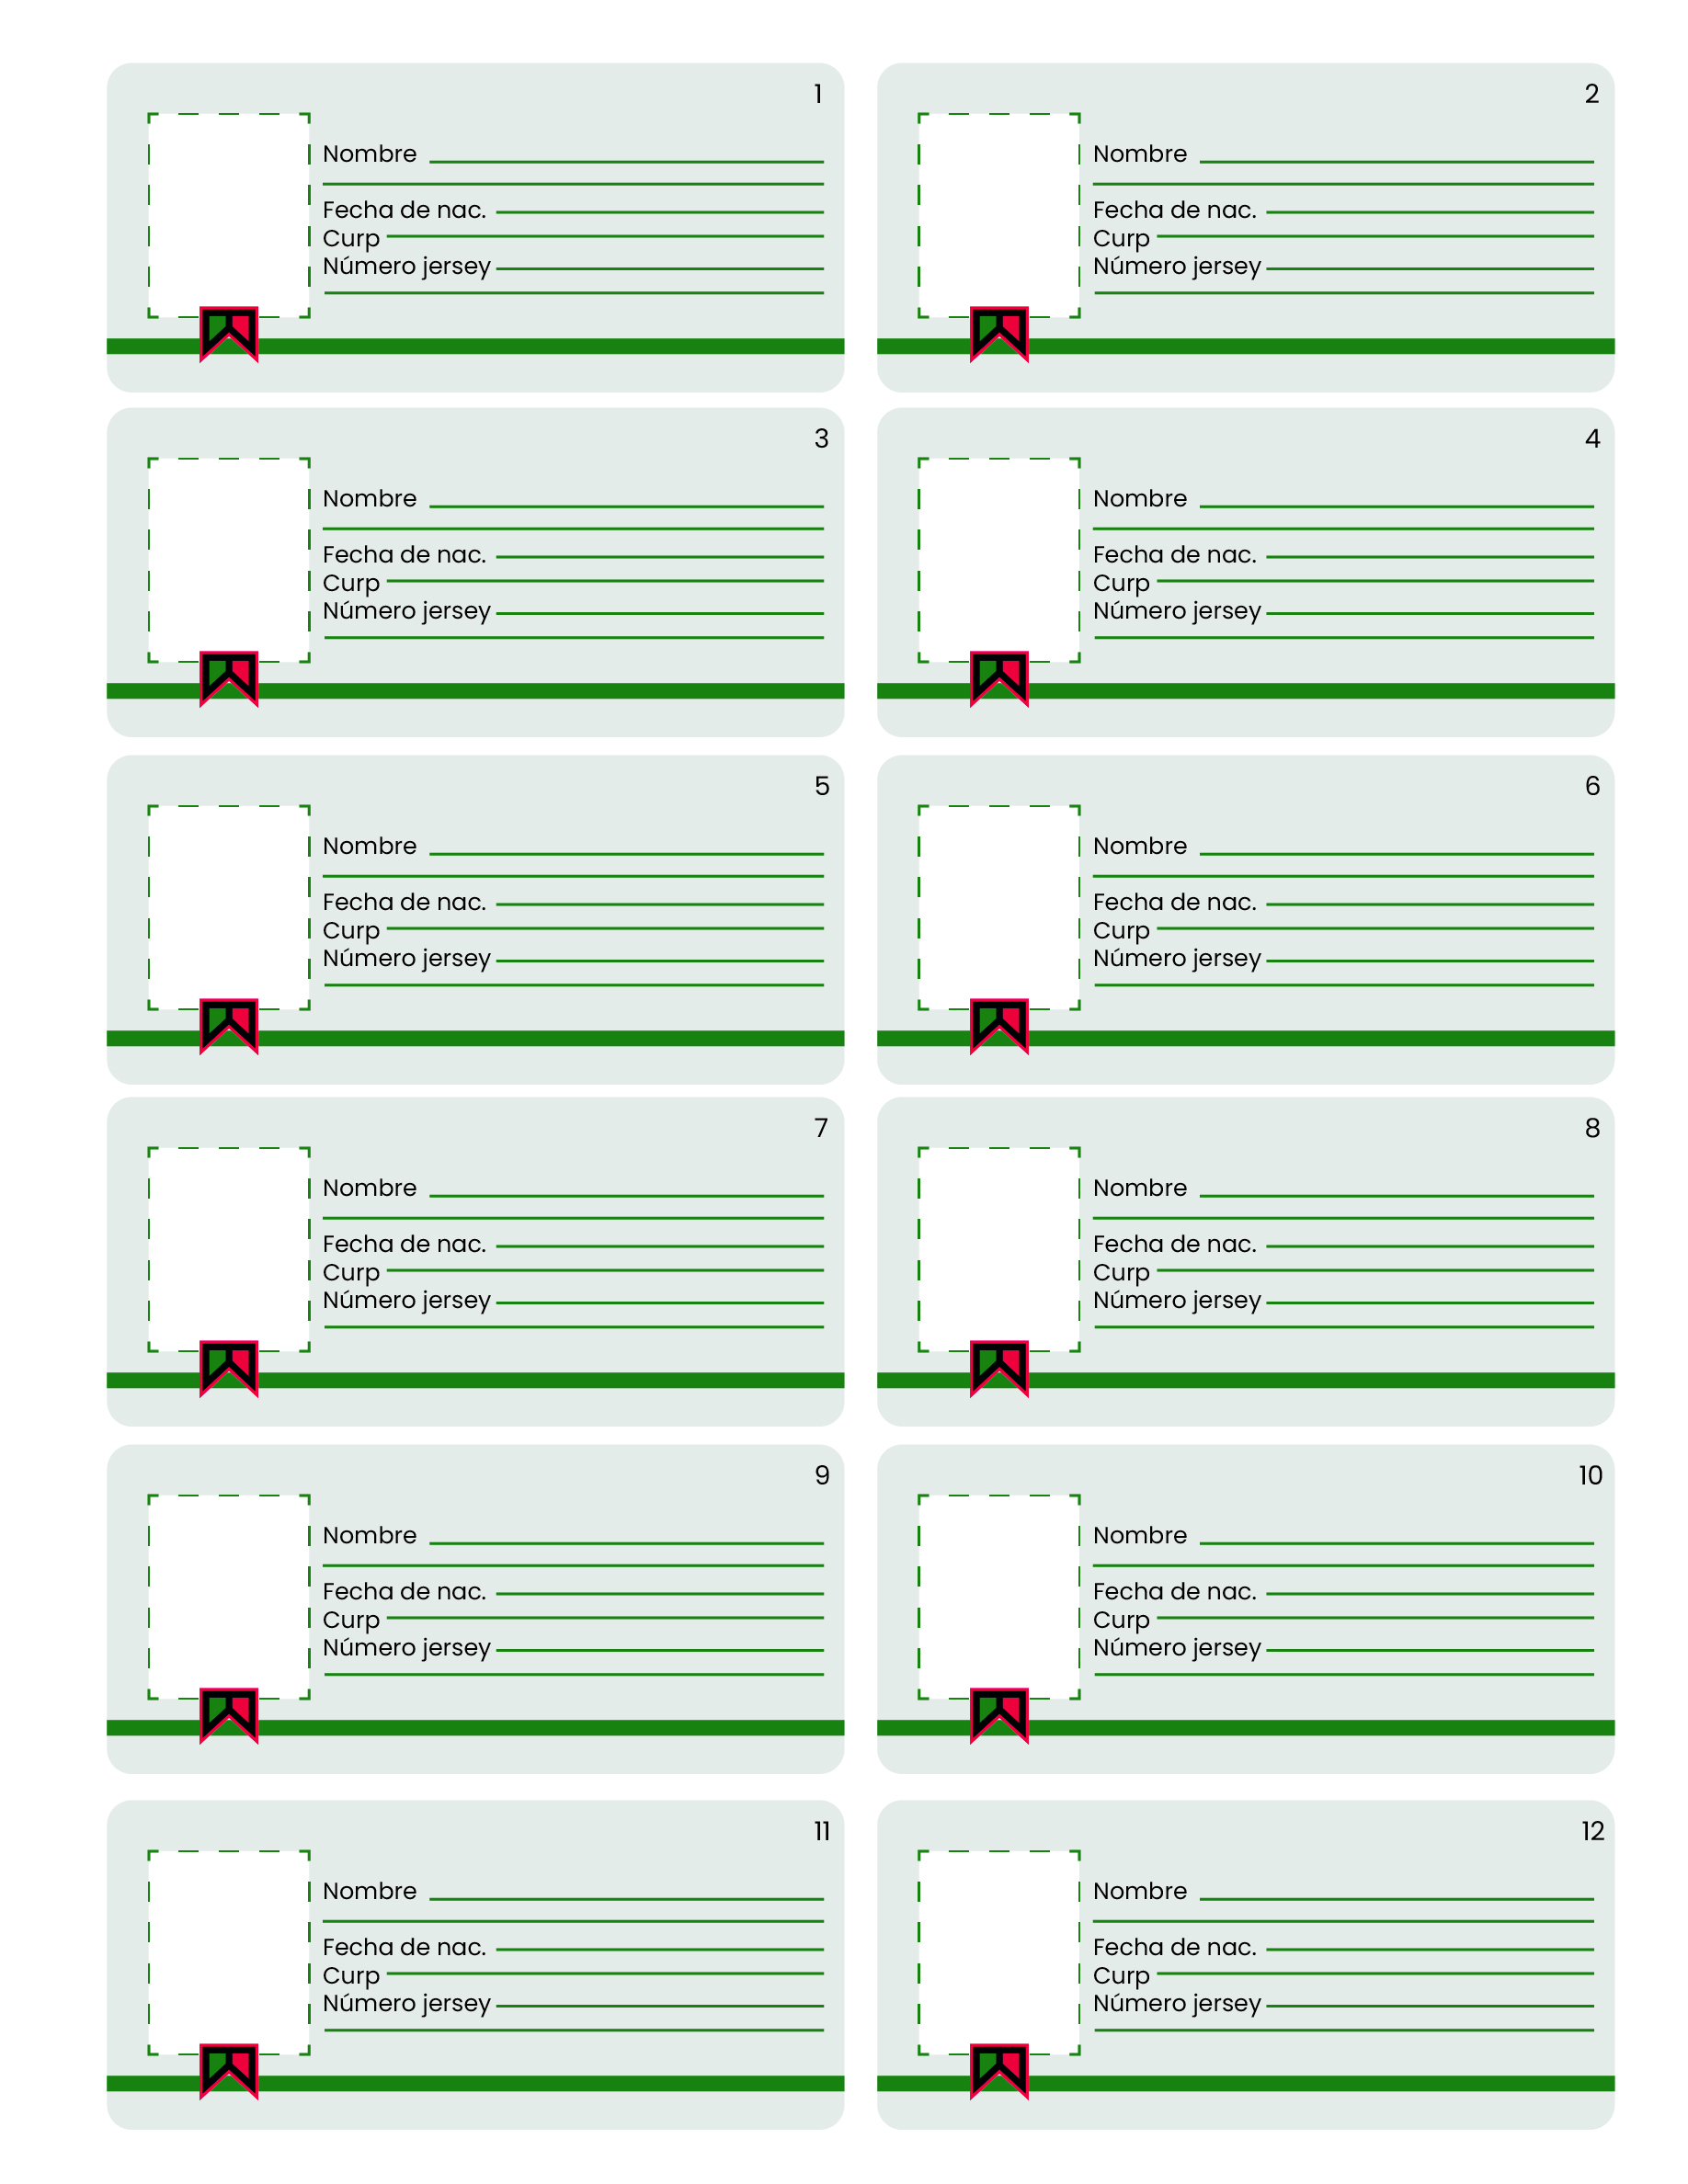 1
Nombre
Fecha de nac.
Curp
Número jersey
2
Nombre
Fecha de nac.
Curp
Número jersey
3
Nombre
Fecha de nac.
Curp
Número jersey
4
Nombre
Fecha de nac.
Curp
Número jersey
5
Nombre
Fecha de nac.
Curp
Número jersey
6
Nombre
Fecha de nac.
Curp
Número jersey
7
Nombre
Fecha de nac.
Curp
Número jersey
8
Nombre
Fecha de nac.
Curp
Número jersey
9
Nombre
Fecha de nac.
Curp
Número jersey
10
Nombre
Fecha de nac.
Curp
Número jersey
11
Nombre
Fecha de nac.
Curp
Número jersey
12
Nombre
Fecha de nac.
Curp
Número jersey